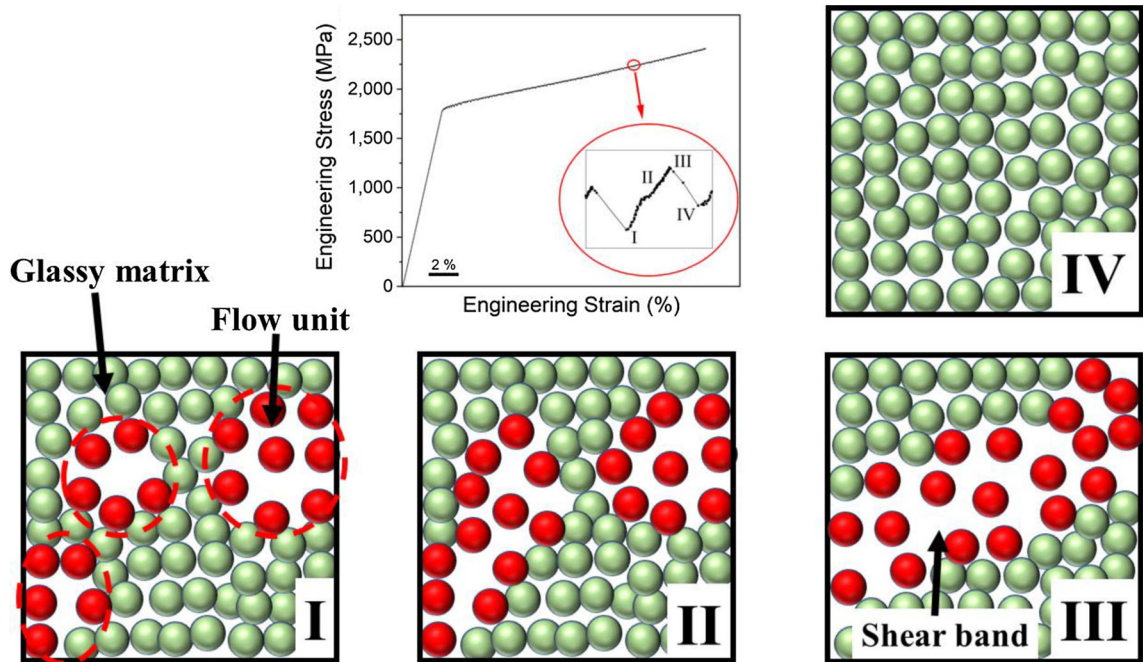 Engineering Stress (MPa)
2,500
2,000
1,500
1,000
500
0
2 %
Engineering Strain (%)
I
II
III
IV
IV
Glassy matrix
Flow unit
I
II
Shear band
III